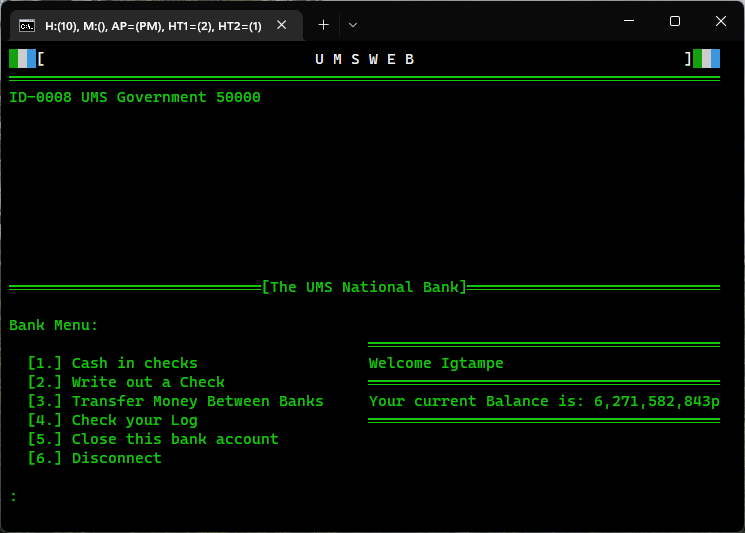 H:(10), M:(), AP=(PM), HT1=(2), HT2=(1)
[ U M S W E B ]
ID-0008 UMS Government 50000
[The UMS National Bank]
Bank Menu:
[1.] Cash in checks
[2.] Write out a Check
[3.] Transfer Money Between Banks
[4.] Check your Log
[5.] Close this bank account
[6.] Disconnect
Welcome Igtampe
Your current Balance is: 6,271,582,843p
: